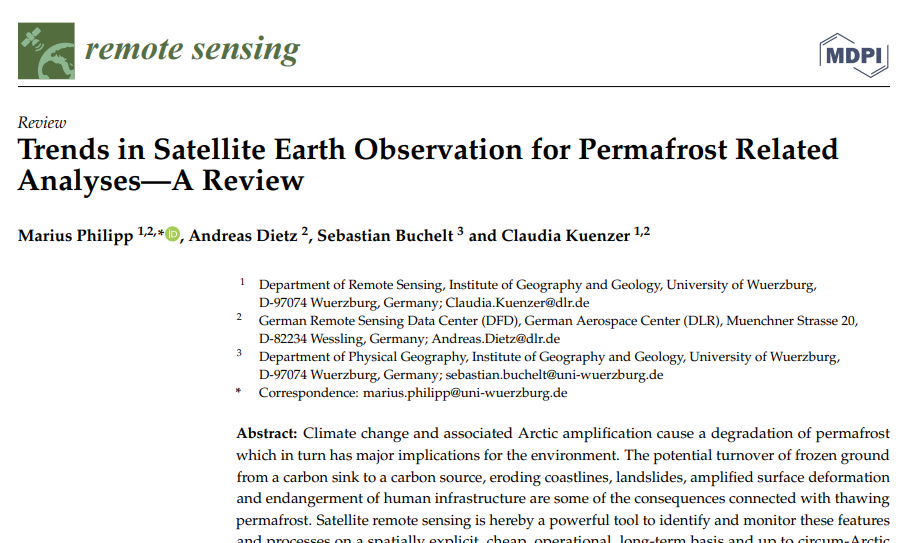 remote sensing
MDPI
Review
Trends in Satellite Earth Observation for Permafrost Related
Analyses—A Review
Marius Philipp 1,2,* iD, Andreas Dietz 2, Sebastian Buchelt 3 and Claudia Kuenzer 1,2
1 Department of Remote Sensing, Institute of Geography and Geology, University of Wuerzburg,
D-97074 Wuerzburg, Germany; Claudia.Kuenzer@dlr.de
2 German Remote Sensing Data Center (DFD), German Aerospace Center (DLR), Muenchner Strasse 20,
D-82234 Wessling, Germany; Andreas.Dietz@dlr.de
3 Department of Physical Geography, Institute of Geography and Geology, University of Wuerzburg,
D-97074 Wuerzburg, Germany; sebastian.buchelt@uni-wuerzburg.de
* Correspondence: marius.philipp@uni-wuerzburg.de
Abstract: Climate change and associated Arctic amplification cause a degradation of permafrost
which in turn has major implications for the environment. The potential turnover of frozen ground
from a carbon sink to a carbon source, eroding coastlines, landslides, amplified surface deformation
and endangerment of human infrastructure are some of the consequences connected with thawing
permafrost. Satellite remote sensing is hereby a powerful tool to identify and monitor these features
and processes on a spatially explicit, cheap, operational, long-term basis and up to circum-Arctic